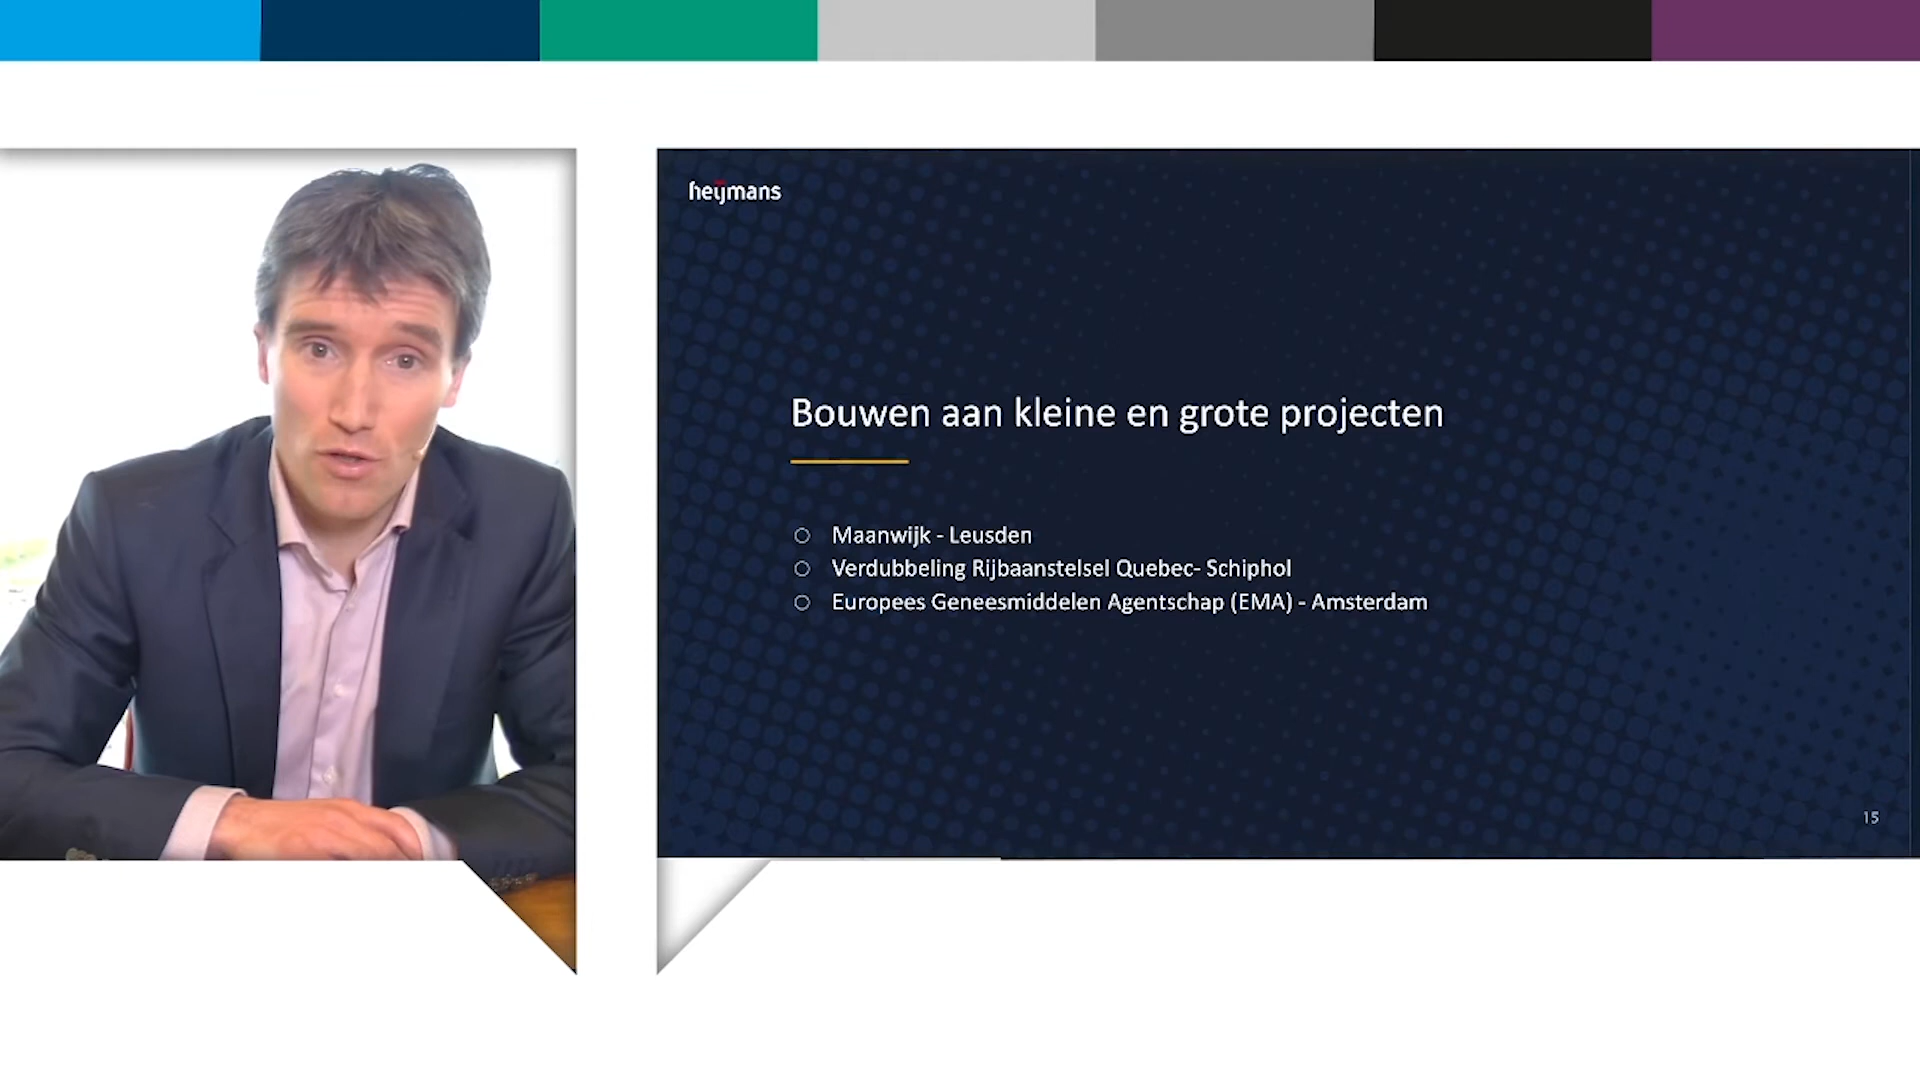 heijmans
Bouwen aan kleine en grote projecten
Maanwijk - Leusden
Verdubbeling Rijbaanstelsel Quebec- Schiphol
Europees Geneesmiddelen Agentschap (EMA) - Amsterdam
15